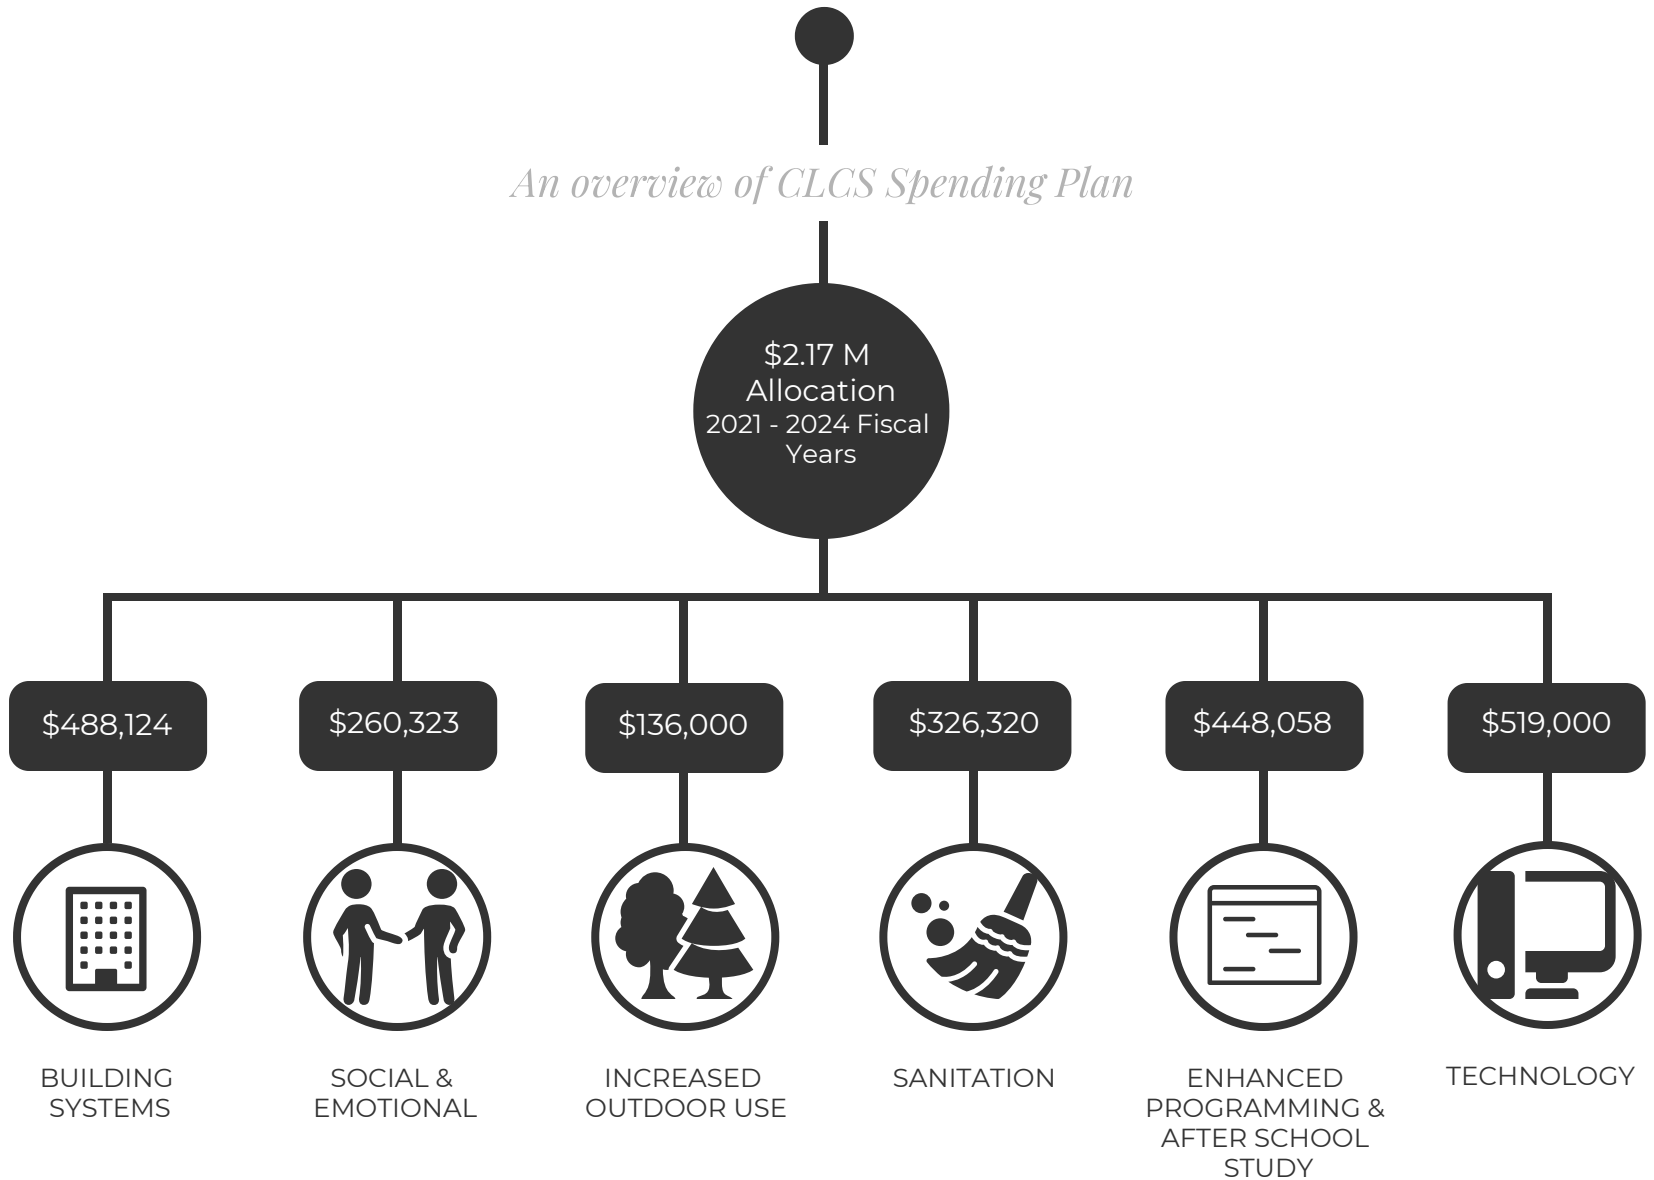 An overview of CLCS Spending Plan
$2.17 M
Allocation
2021 - 2024 Fiscal
Years
$488,124
$260,323
$136,000
$326,320
$448,058
$519,000
BUILDING
SYSTEMS
SOCIAL &
EMOTIONAL
INCREASED
OUTDOOR USE
SANITATION
ENHANCED
PROGRAMMING &
AFTER SCHOOL
STUDY
TECHNOLOGY